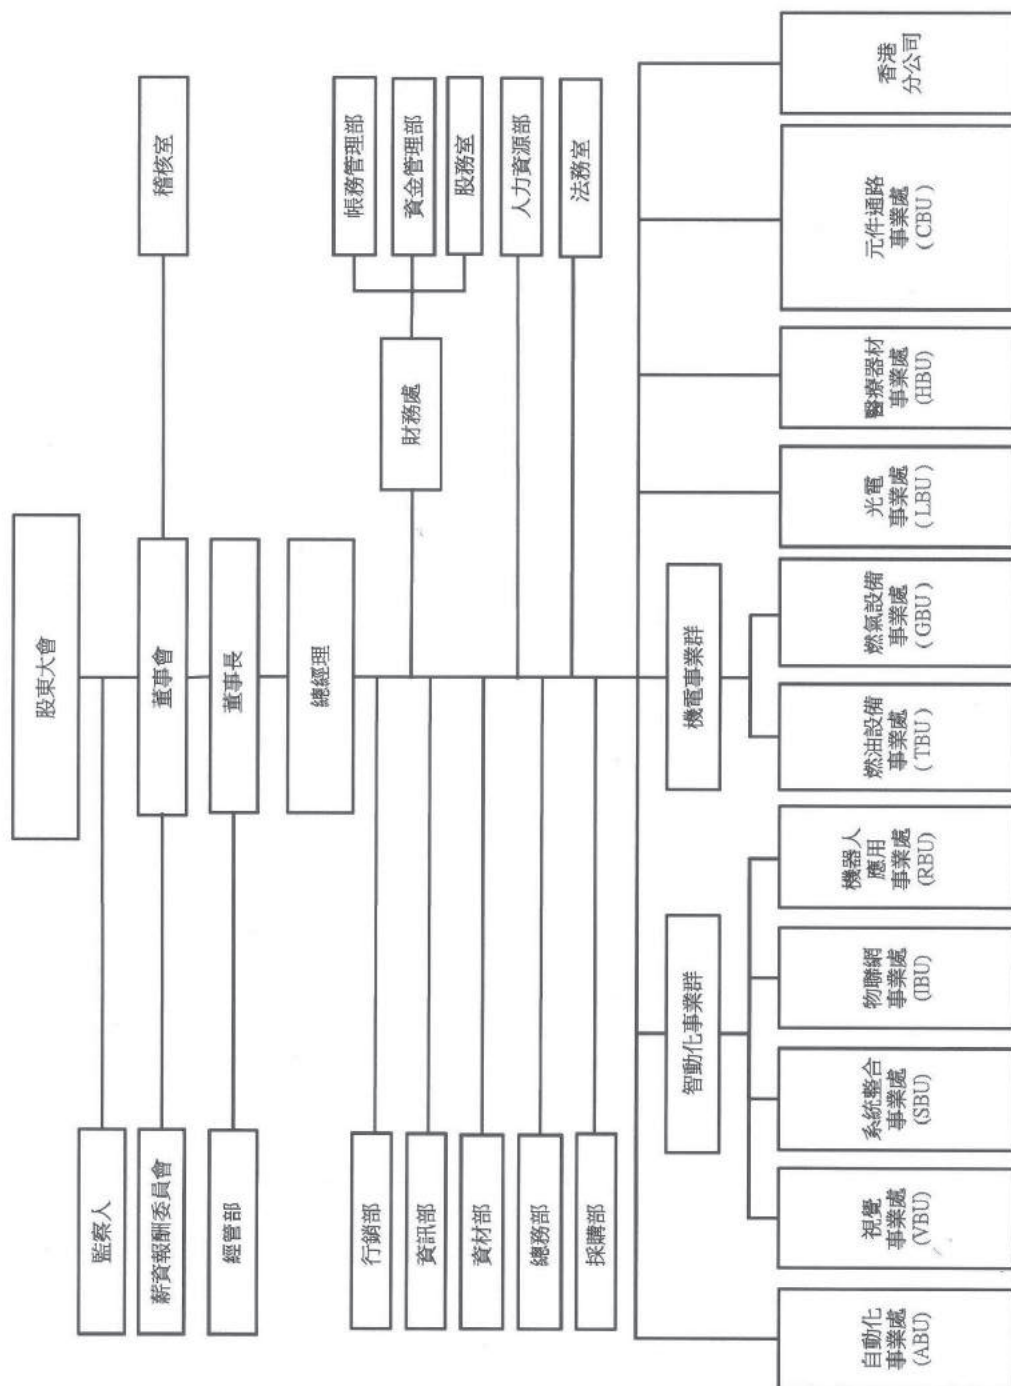 股東大會
監察人
董事會
稽核室
薪資報酬委員會
董事長
經管部
總經理
行銷部
資訊部
資材部
總務部
採購部
財務處
帳務管理部
資金管理部
股務室
人力資源部
法務室
智動化事業群
機電事業群
自動化
事業處
(ABU)
視覺
事業處
(VBU)
系統整合
事業處
(SBU)
物聯網
事業處
(IBU)
機器人
應用
事業處
(RBU)
燃油設備
事業處
( TBU )
燃氣設備
事業處
( GBU )
光電
事業處
( LBU )
醫療器材
事業處
(HBU)
元件通路
事業處
( CBU )
香港
分公司